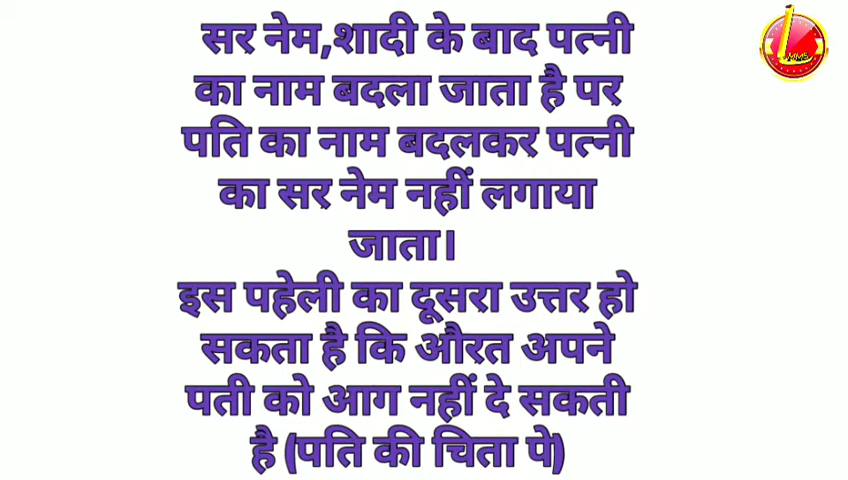 सर नेम,शादी के बाद पत्नी
का नाम बदला जाता है पर
पति का नाम बदलकर पत्नी
का सर नेम नहीं लगाया
जाता।
इस पहेली का दूसरा उत्तर हो
सकता है कि औरत अपने
पती को आग नहीं दे सकती
है (पति की चिता पे)